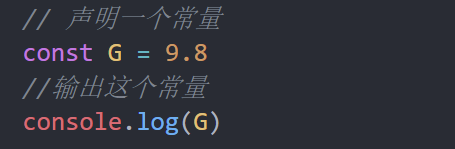 // 声明一个常量
const G = 9.8
//输出这个常量
console.log(G)